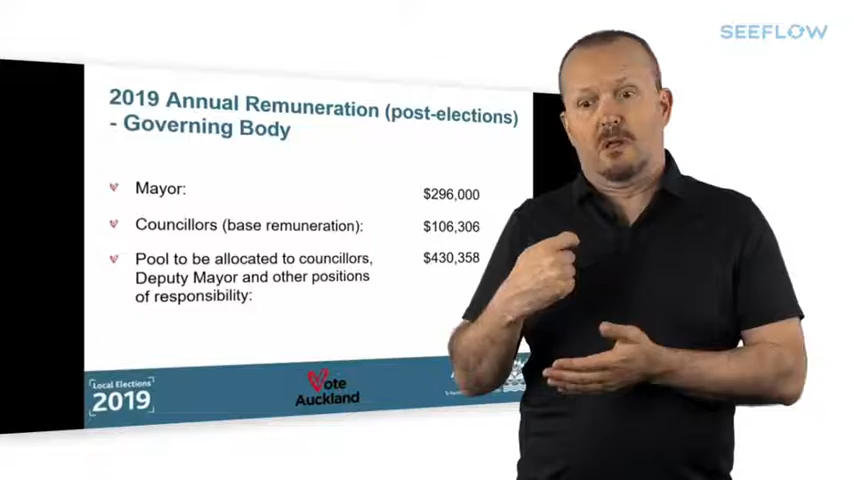 SEEFLOW
2019 Annual Remuneration (post-elections)
- Governing Body
Mayor:
$296,000
Councillors (base remuneration):
$106,306
Pool to be allocated to councillors,
$430,358
Deputy Mayor and other positions
of responsibility:
Local Elections
2019
Vote
Auckland